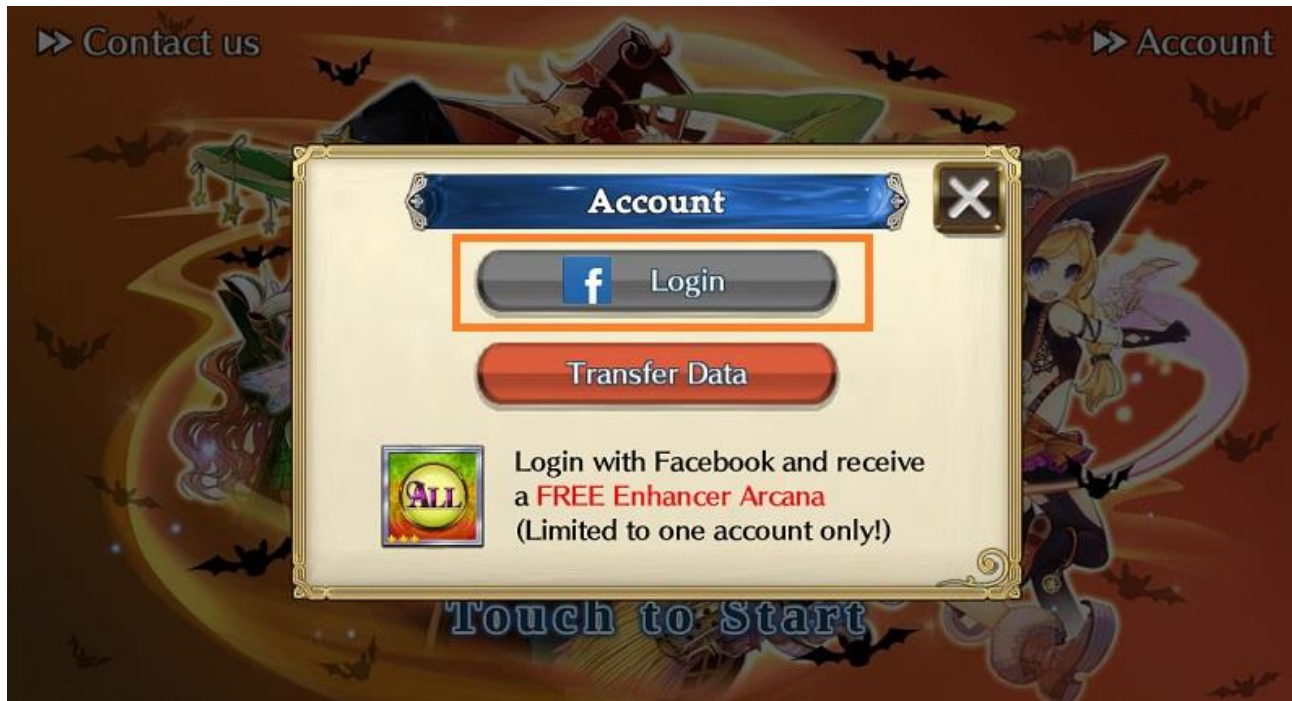 Contact us
Account
Account
f Login
Transfer Data
ALL
Login with Facebook and receive
a FREE Enhancer Arcana
(Limited to one account only!)
Touch to Start